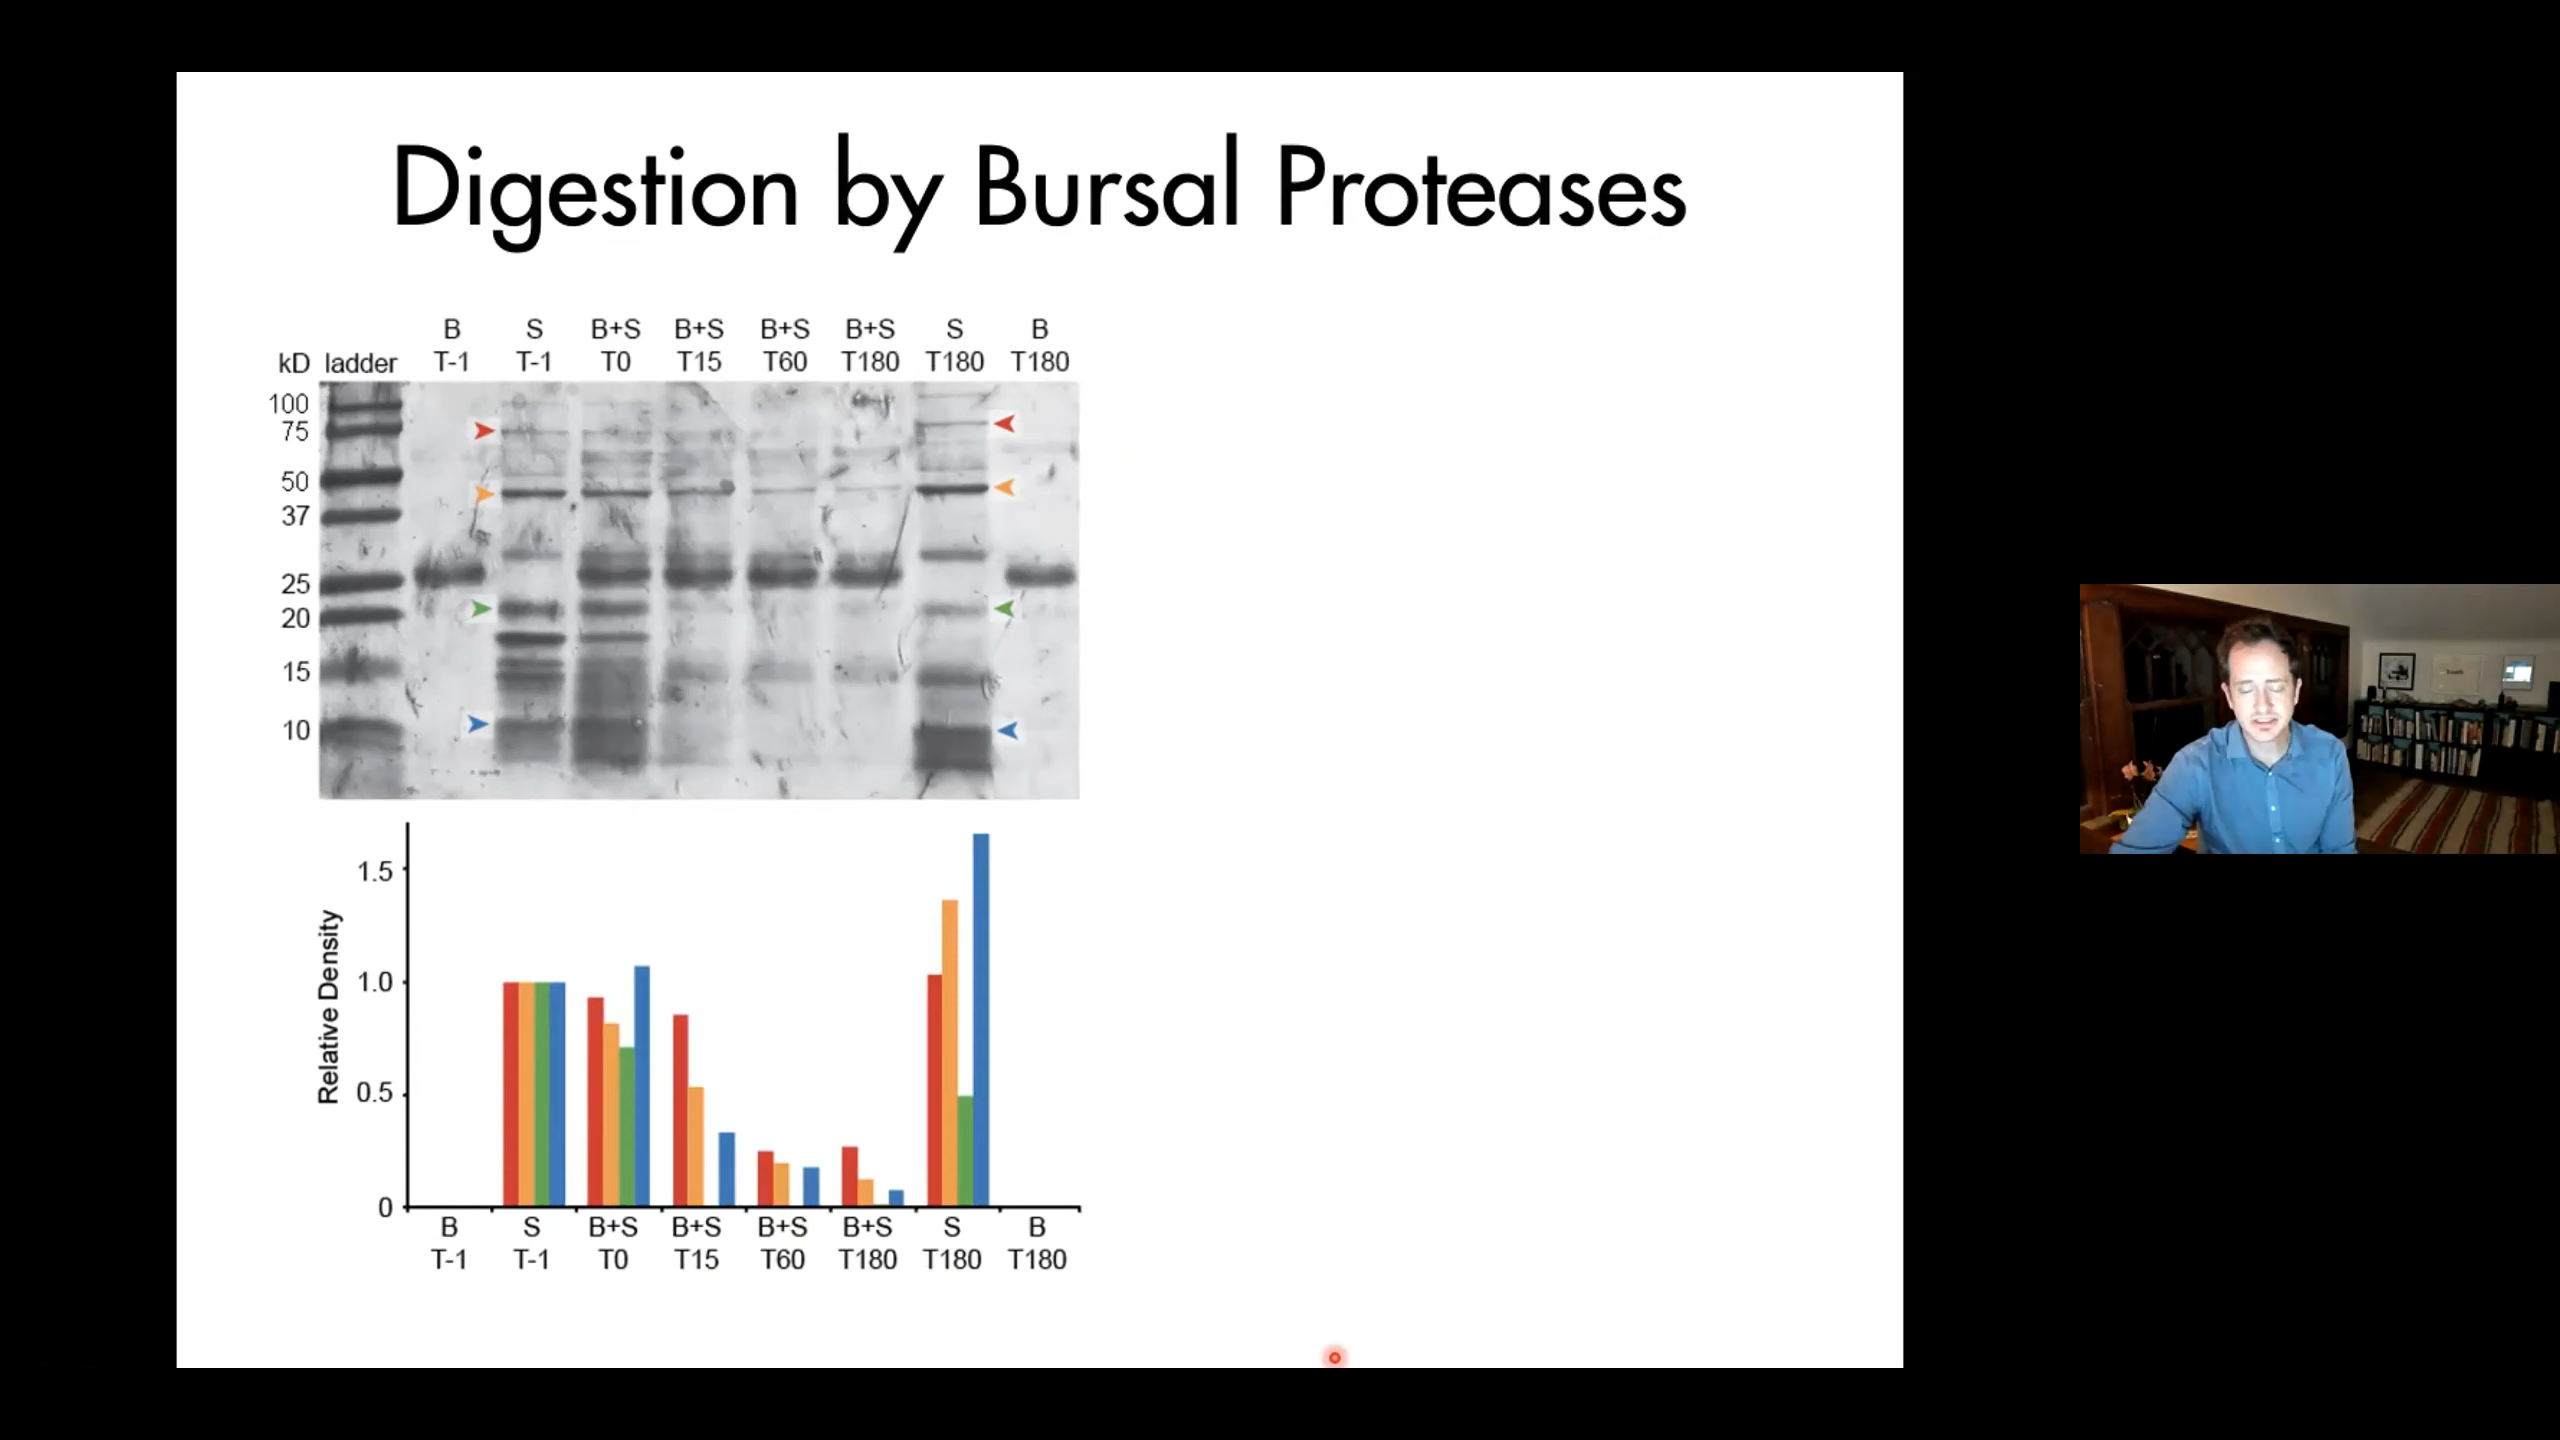 Digestion by Bursal Proteases
B S B+S B+S B+S B+S S B
kD ladder T-1 T-1 T0 T15 T60 T180 T180 T180
100
75
50
37
25
20
15
10
Relative Density
1.5
1.0
0.5
0
B S B+S B+S B+S B+S S B
T-1 T-1 T0 T15 T60 T180 T180 T180